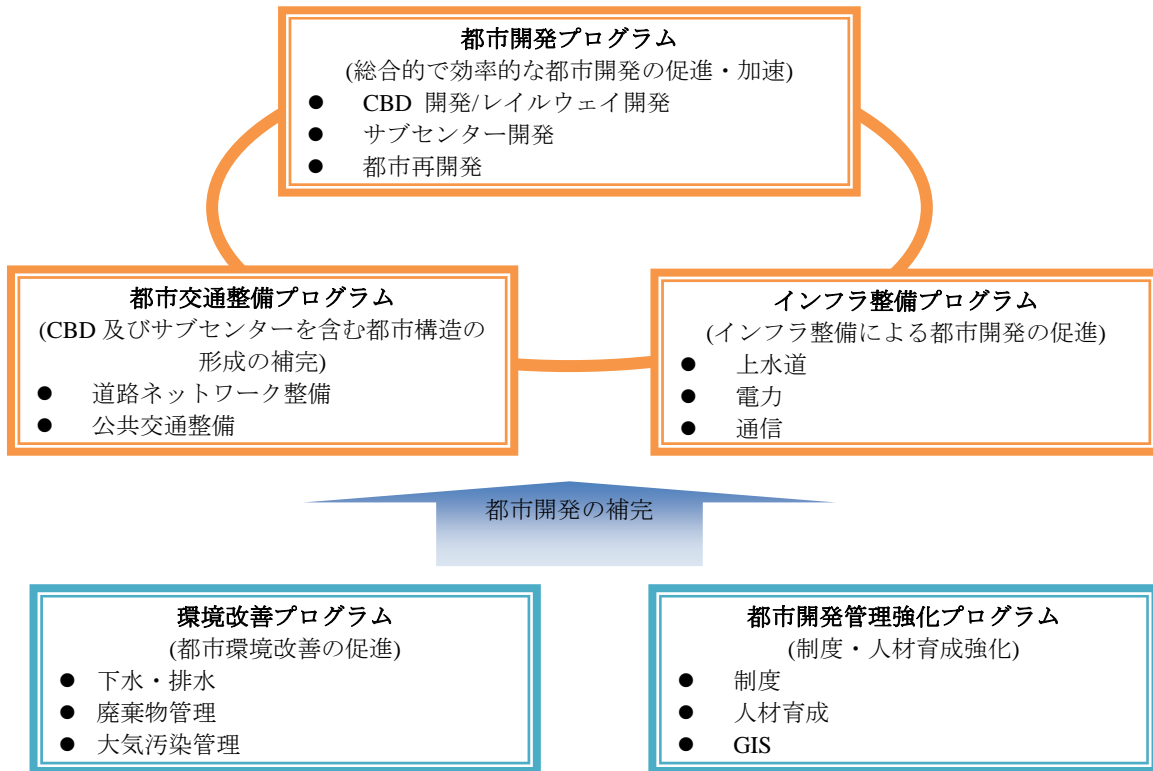 都市開発プログラム
(総合的で効率的な都市開発の促進・加速)
● CBD 開発/レイルウェイ開発
● サブセンター開発
● 都市再開発
都市交通整備プログラム
(CBD 及びサブセンターを含む都市構造の
形成の補完)
● 道路ネットワーク整備
● 公共交通整備
インフラ整備プログラム
(インフラ整備による都市開発の促進)
● 上水道
● 電力
● 通信
都市開発の補完
環境改善プログラム
(都市環境改善の促進)
● 下水・排水
● 廃棄物管理
● 大気汚染管理
都市開発管理強化プログラム
(制度・人材育成強化)
● 制度
● 人材育成
● GIS